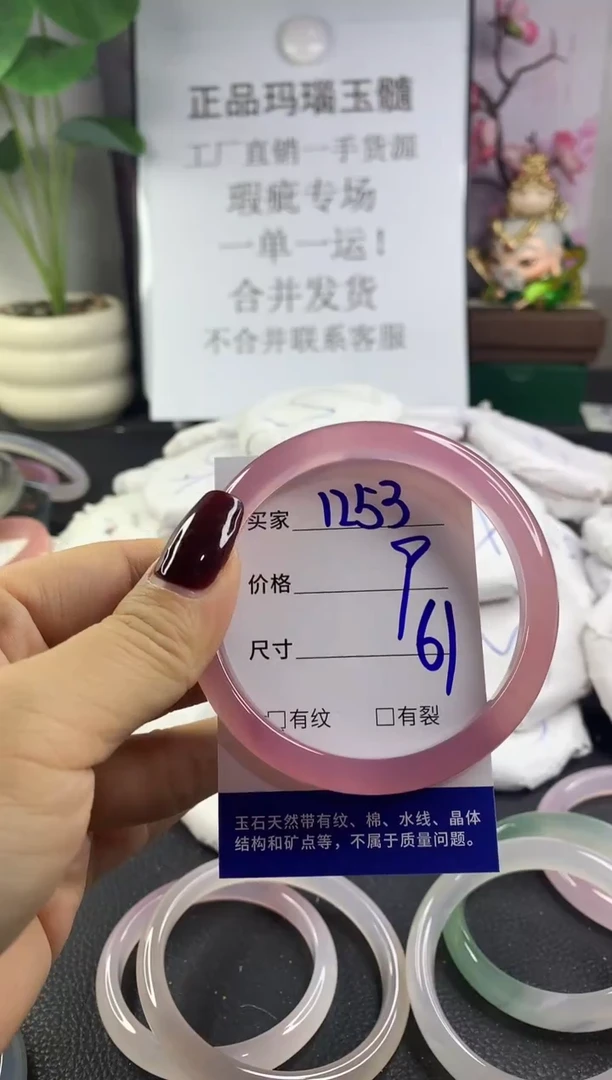 正品玛瑙玉髓
工厂直销一手货源
瑕疵专场
一单一运！
合并发货
不合并联系客服
买家 1253
价格
尺寸 61
□有纹 □有裂
玉石天然带有纹、棉、水线、晶体
结构和矿点等，不属于质量问题。